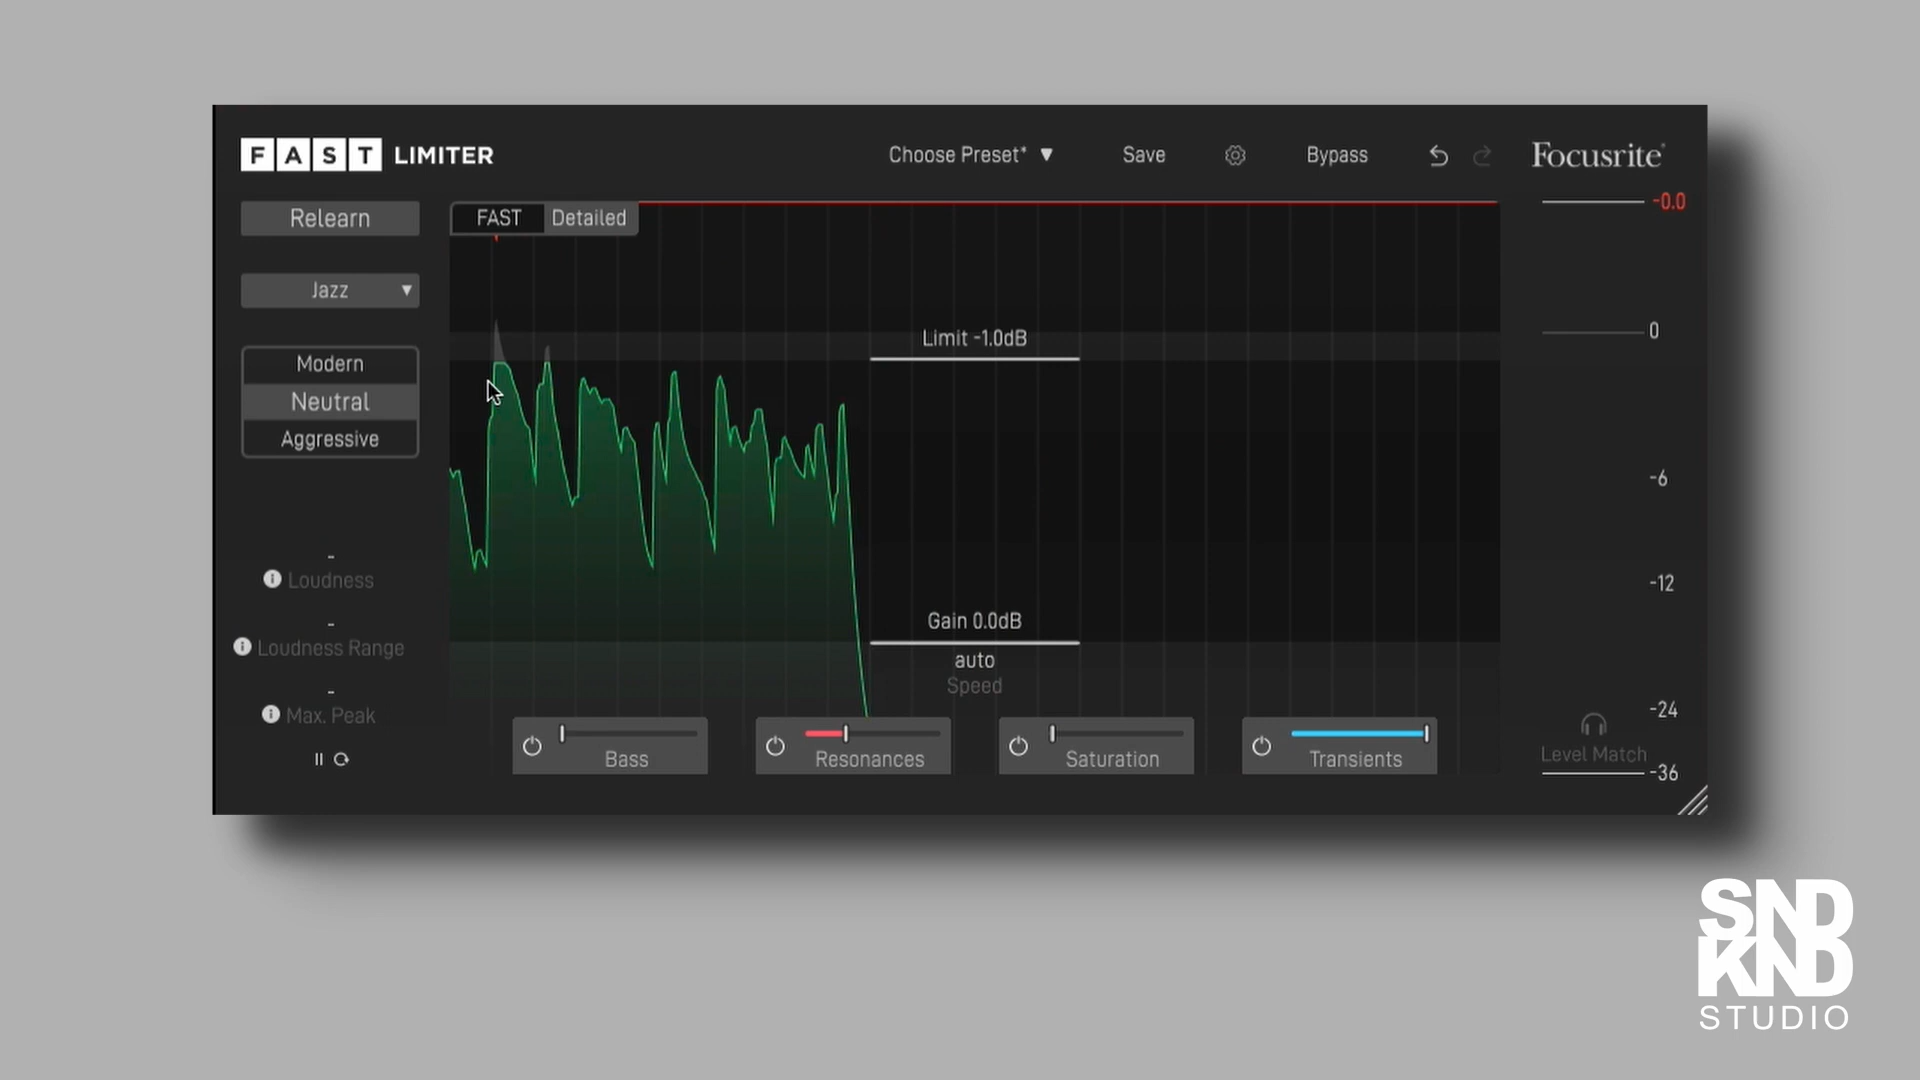 FAST LIMITER
Choose Preset*
Save
Bypass
Focusrite
Relearn
FAST
Detailed
-0.0
Jazz
Modern
Neutral
Aggressive
Limit -1.0dB
0
-6
-12
-24
-36
-
Loudness
-
Loudness Range
-
Max. Peak
Gain 0.0dB
auto
Speed
Bass
Resonances
Saturation
Transients
Level Match
SND
KND
STUDIO